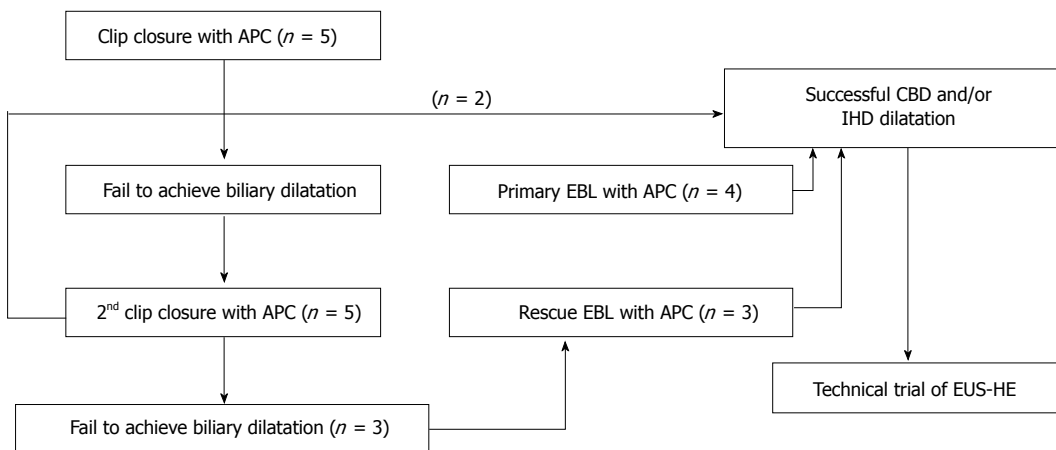 Clip closure with APC (n = 5)
(n = 2)
Successful CBD and/or
IHD dilatation
Fail to achieve biliary dilatation
Primary EBL with APC (n = 4)
2nd clip closure with APC (n = 5)
Rescue EBL with APC (n = 3)
Technical trial of EUS-HE
Fail to achieve biliary dilatation (n = 3)